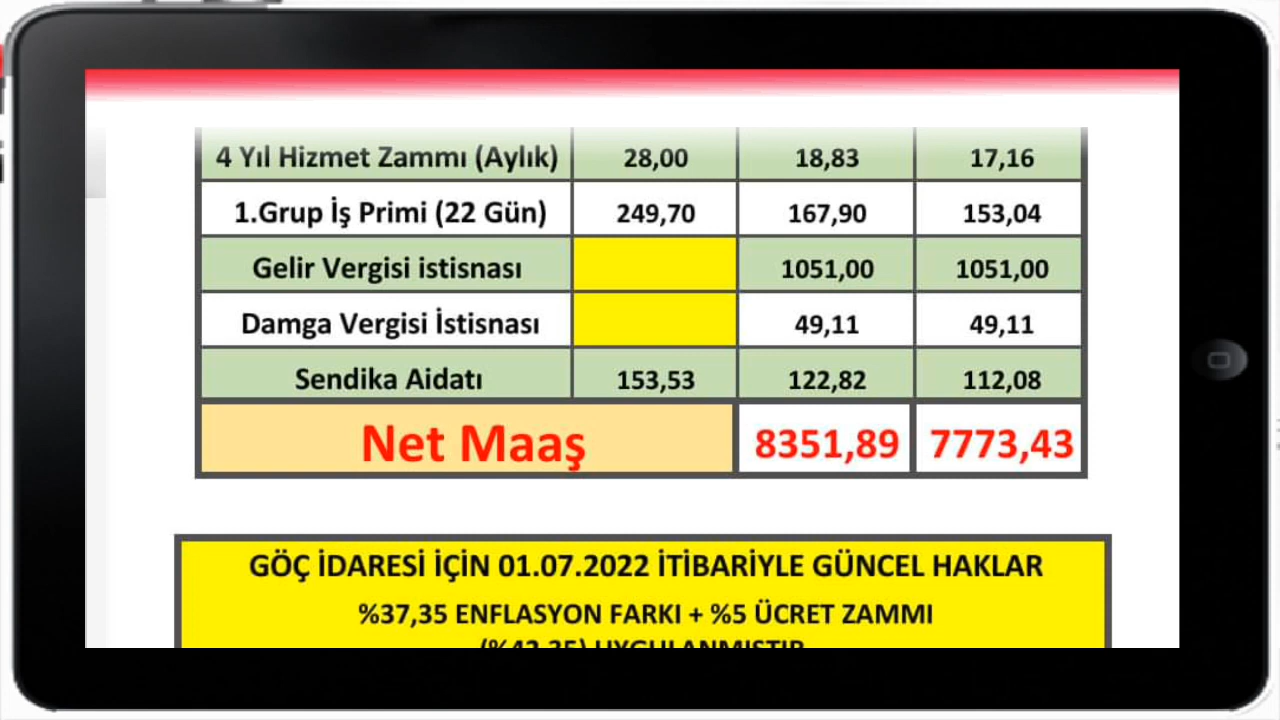 4 Yıl Hizmet Zammı (Aylık) 28,00 18,83 17,16
1.Grup İş Primi (22 Gün) 249,70 167,90 153,04
Gelir Vergisi istisnası 1051,00 1051,00
Damga Vergisi İstisnası 49,11 49,11
Sendika Aidatı 153,53 122,82 112,08
Net Maaş 8351,89 7773,43
GÖÇ İDARESİ İÇİN 01.07.2022 İTİBARİYLE GÜNCEL HAKLAR
%37,35 ENFLASYON FARKI + %5 ÜCRET ZAMMI
(%42,35) UYGULANMIŞTIR